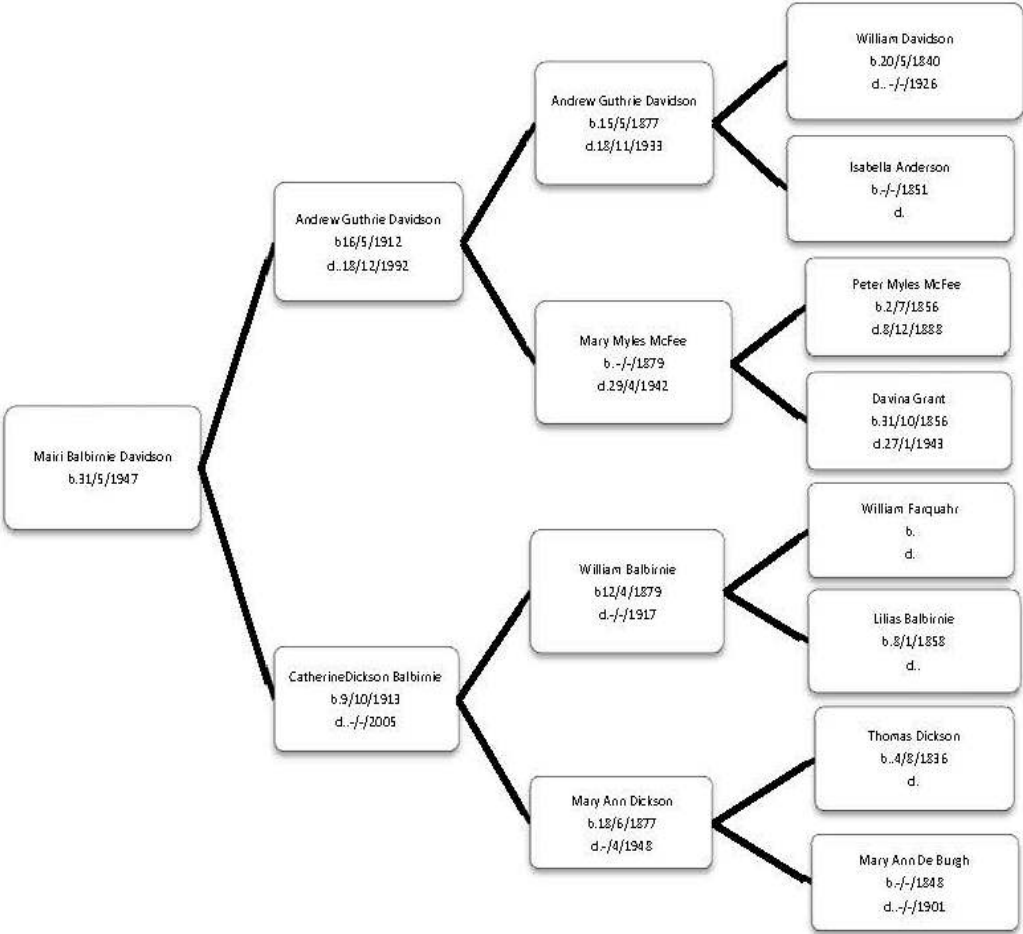 William Davidson
b.20/5/1840
d.. -/-/1926
Andrew Guthrie Davidson
b.15/5/1877
d.18/11/1933
Isabella Anderson
b.-/-/1851
d.
Andrew Guthrie Davidson
b16/5/1912
d..18/12/1992
Peter Myles McFee
b.2/7/1856
d.8/12/1888
Mary Myles McFee
b.-/-/1879
d.29/4/1942
Davina Grant
b.31/10/1856
d.27/1/1943
Mairi Balbirnie Davidson
b.31/5/1947
William Farquahr
b.
d.
William Balbirnie
b12/4/1879
d.-/-/1917
Lilias Balbirnie
b.8/1/1858
d..
CatherineDickson Balbirnie
b.9/10/1913
d..-/-/2005
Thomas Dickson
b..4/8/1836
d.
Mary Ann Dickson
b.18/6/1877
d.-/4/1948
Mary Ann De Burgh
b.-/-/1848
d..-/-/1901